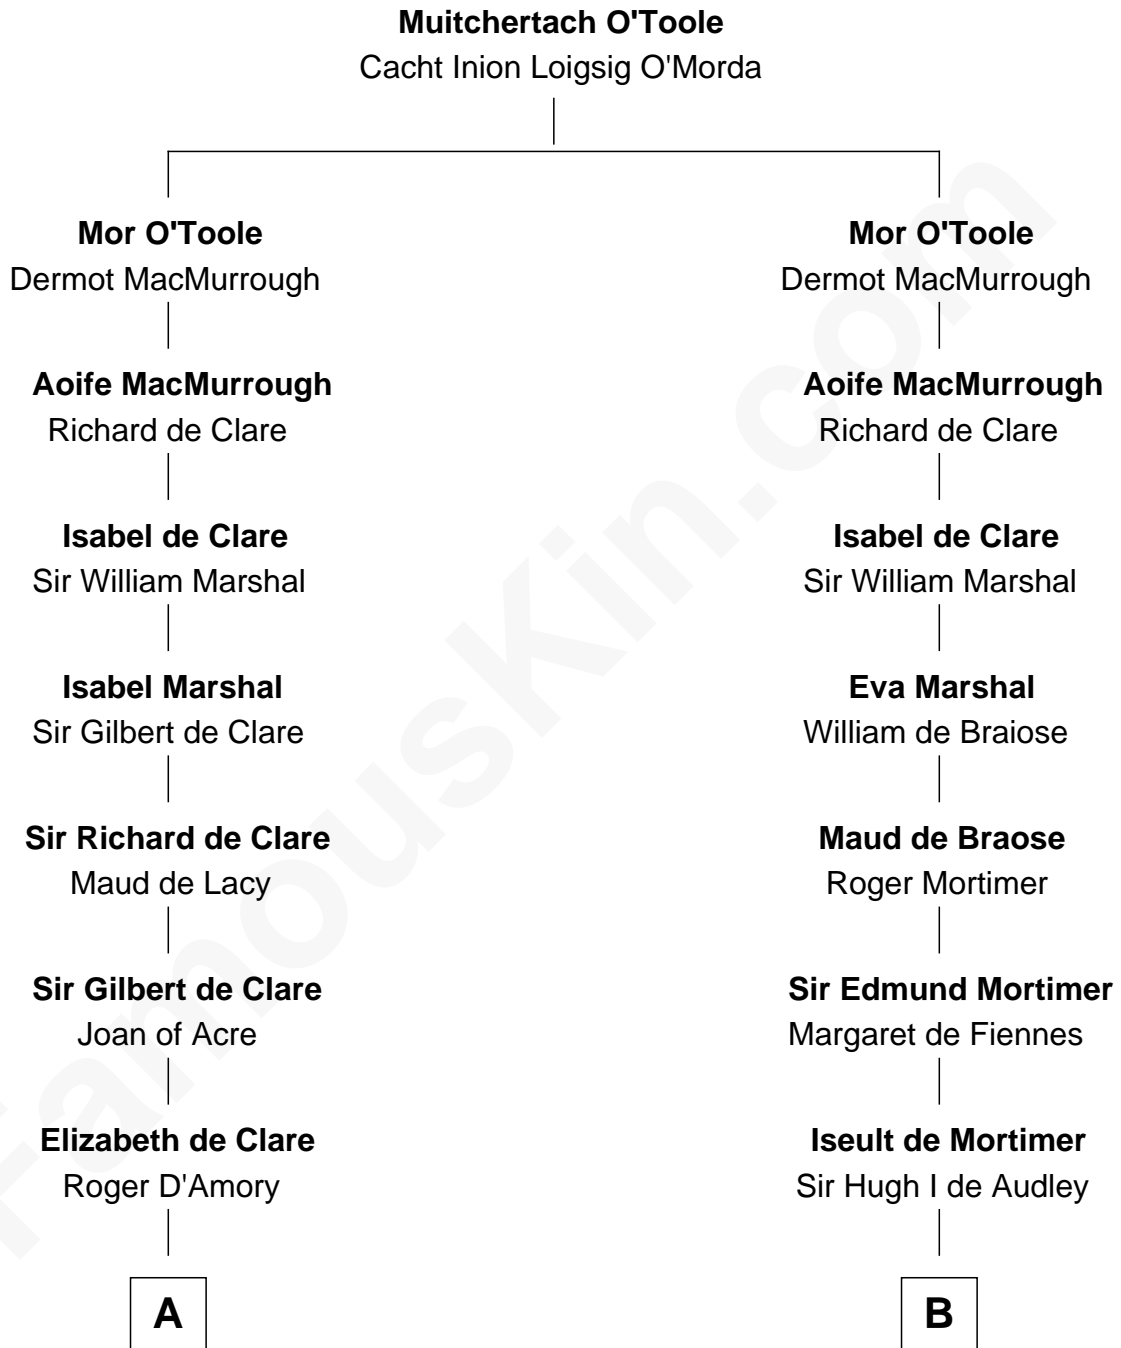 Muitchertach O'Toole
Cacht Inion Loigsig O'Morda
Mor O'Toole
Dermot MacMurrough
Aoife MacMurrough
Richard de Clare
Isabel de Clare
Sir William Marshal
Isabel Marshal
Sir Gilbert de Clare
Sir Richard de Clare
Maud de Lacy
Sir Gilbert de Clare
Joan of Acre
Elizabeth de Clare
Roger D'Amory
A
Mor O'Toole
Dermot MacMurrough
Aoife MacMurrough
Richard de Clare
Isabel de Clare
Sir William Marshal
Eva Marshal
William de Braiose
Maud de Braose
Roger Mortimer
Sir Edmund Mortimer
Margaret de Fiennes
Iseult de Mortimer
Sir Hugh I de Audley
B
FamousKin.com